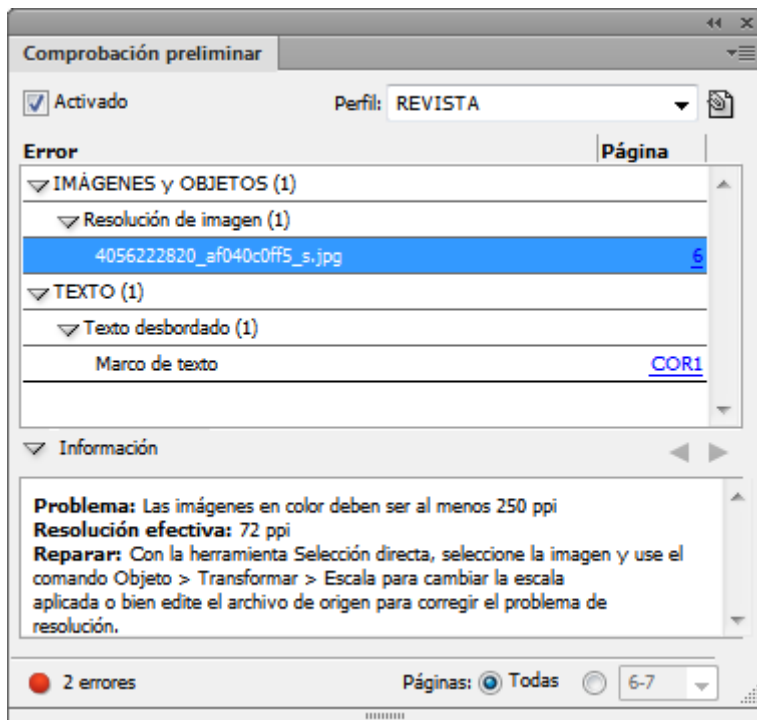 Comprobación preliminar
Activado Perfil: REVISTA
Error Página
IMÁGENES y OBJETOS (1)
Resolución de imagen (1)
4056222820_af040c0ff5_s.jpg 6
TEXTO (1)
Texto desbordado (1)
Marco de texto COR1
Información
Problema: Las imágenes en color deben ser al menos 250 ppi
Resolución efectiva: 72 ppi
Reparar: Con la herramienta Selección directa, seleccione la imagen y use el
comando Objeto > Transformar > Escala para cambiar la escala
aplicada o bien edite el archivo de origen para corregir el problema de
resolución.
2 errores Páginas: Todas 6-7